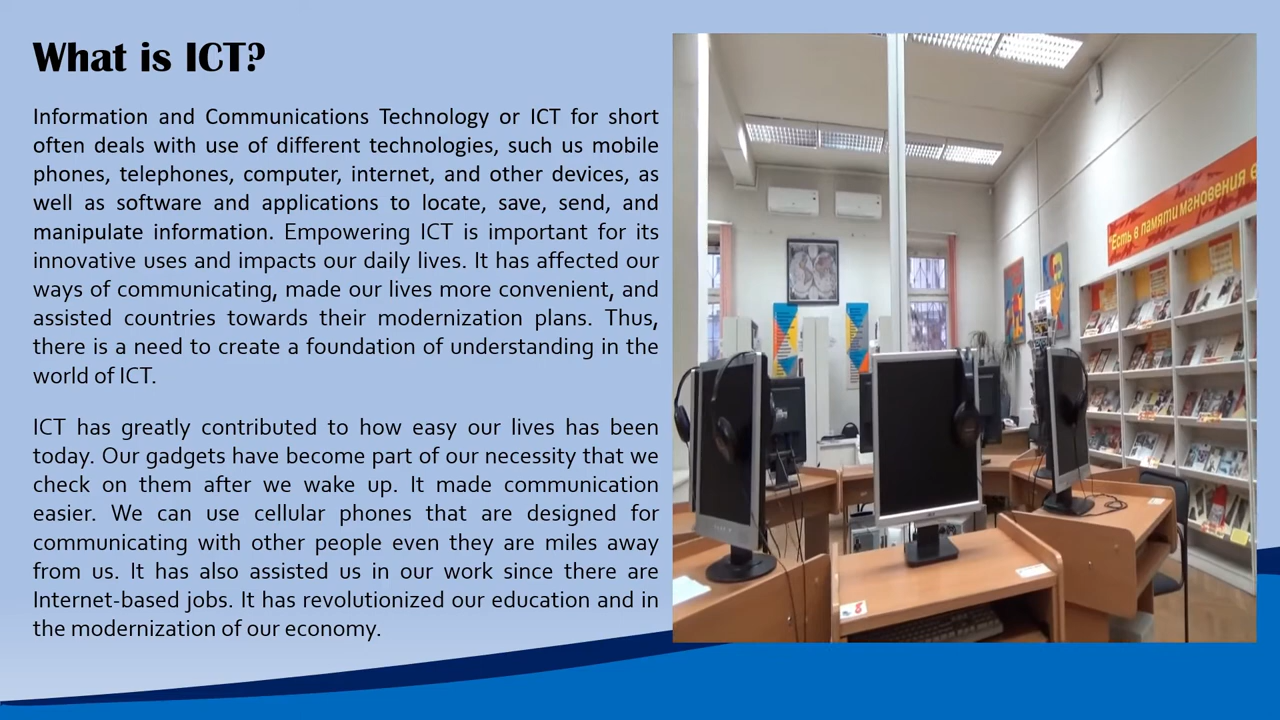 What is ICT?
Information and Communications Technology or ICT for short
often deals with use of different technologies, such us mobile
phones, telephones, computer, internet, and other devices, as
well as software and applications to locate, save, send, and
manipulate information. Empowering ICT is important for its
innovative uses and impacts our daily lives. It has affected our
ways of communicating, made our lives more convenient, and
assisted countries towards their modernization plans. Thus,
there is a need to create a foundation of understanding in the
world of ICT.
ICT has greatly contributed to how easy our lives has been
today. Our gadgets have become part of our necessity that we
check on them after we wake up. It made communication
easier. We can use cellular phones that are designed for
communicating with other people even they are miles away
from us. It has also assisted us in our work since there are
Internet-based jobs. It has revolutionized our education and in
the modernization of our economy.
"Есть в памяти мгновения